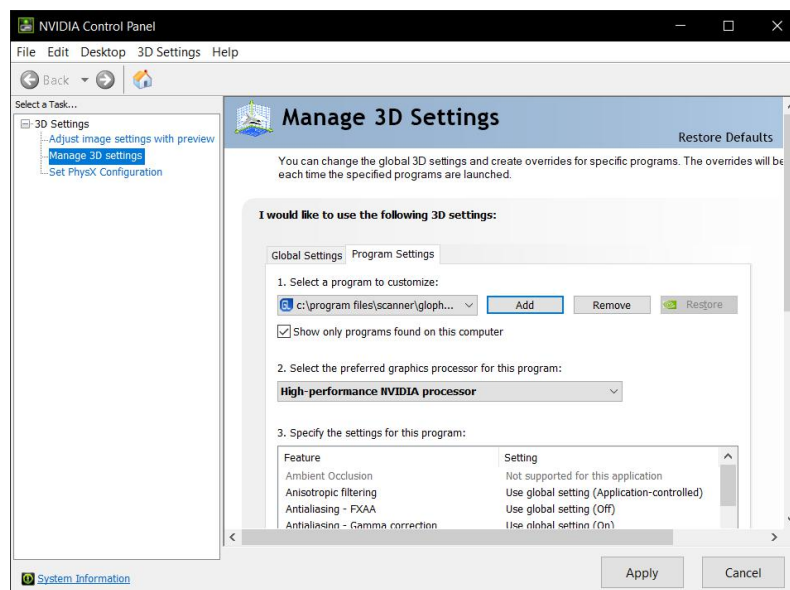 NVIDIA Control Panel
File Edit Desktop 3D Settings Help
Back
Select a Task...
3D Settings
Adjust image settings with preview
Manage 3D settings
Set PhysX Configuration
Manage 3D Settings
Restore Defaults
You can change the global 3D settings and create overrides for specific programs. The overrides will be
each time the specified programs are launched.
I would like to use the following 3D settings:
Global Settings Program Settings
1. Select a program to customize:
GL c:\program files\scanner\gloph... Add Remove Restore
Show only programs found on this computer
2. Select the preferred graphics processor for this program:
High-performance NVIDIA processor
3. Specify the settings for this program:
Feature Setting
Ambient Occlusion Not supported for this application
Anisotropic filtering Use global setting (Application-controlled)
Antialiasing - FXAA Use global setting (Off)
Antialiasing - Gamma correction Use global setting (On)
System Information
Apply Cancel